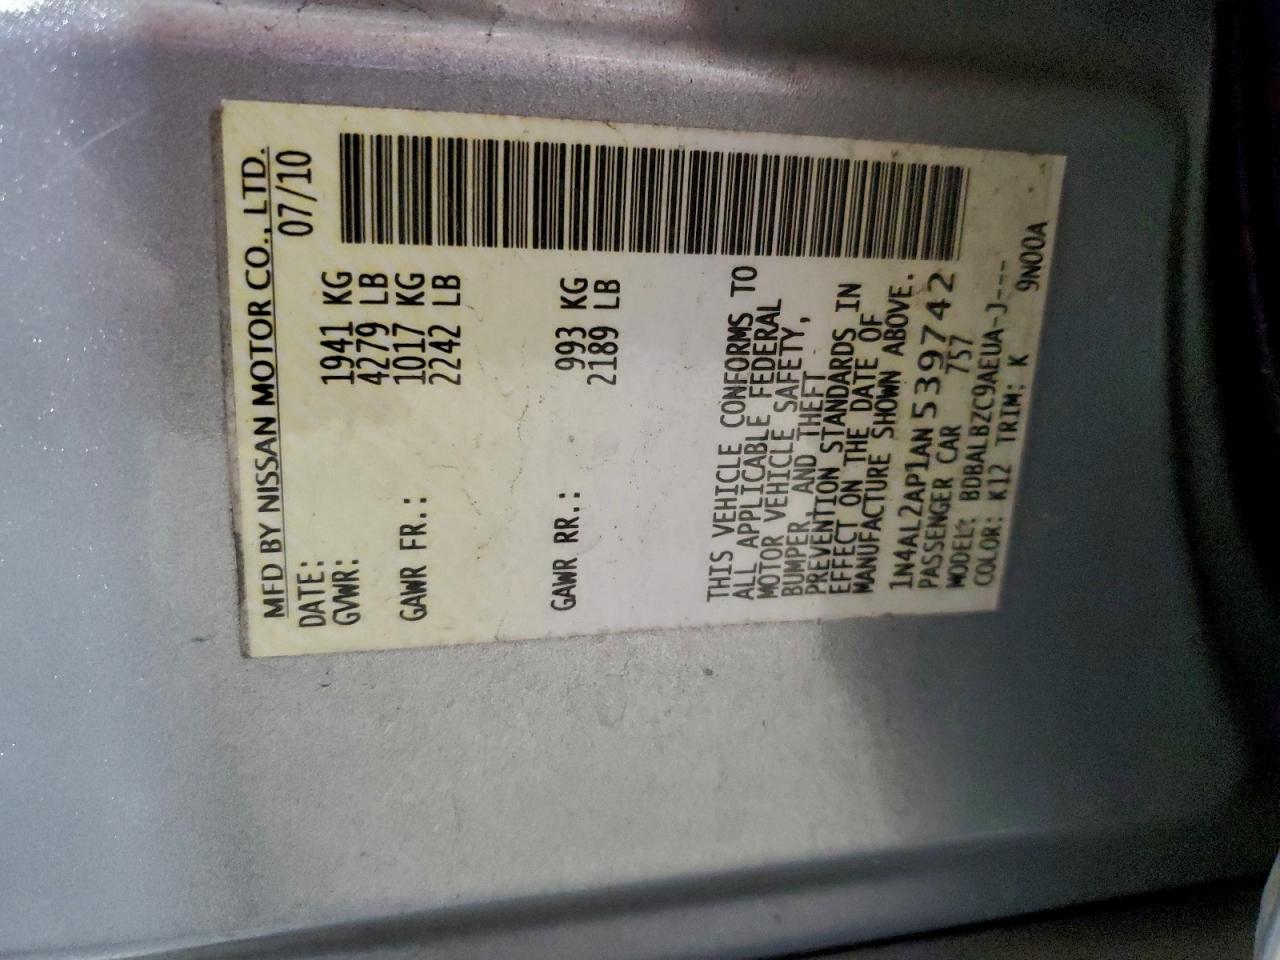 MFD BY NISSAN MOTOR CO., LTD.
DATE: 07/10
GVWR: 1941 KG
4279 LB
GAWR FR.: 1017 KG
2242 LB
GAWR RR.: 993 KG
2189 LB
THIS VEHICLE CONFORMS TO
ALL APPLICABLE FEDERAL
MOTOR VEHICLE SAFETY,
BUMPER, AND THEFT
PREVENTION STANDARDS IN
EFFECT ON THE DATE OF
MANUFACTURE SHOWN ABOVE.
1N4AL2AP1AN539742
PASSENGER CAR 757
MODEL: BDBALBZC9AEUA-J---
COLOR: K12 TRIM: K 9N00A